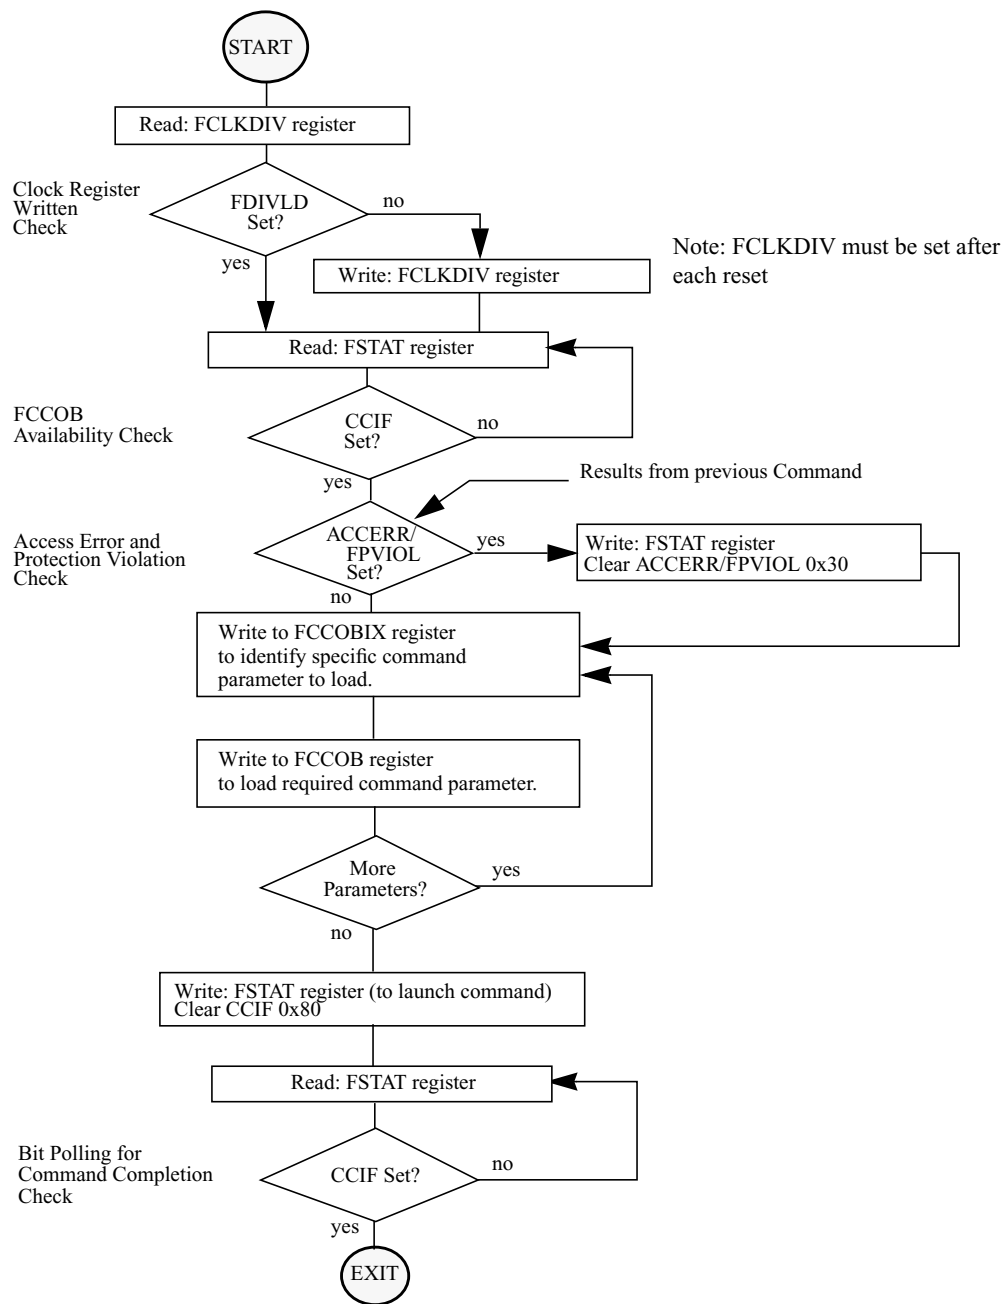 START
Read: FCLKDIV register
Clock Register
Written
Check
FDIVLD
Set?
no
yes
Note: FCLKDIV must be set after
each reset
Write: FCLKDIV register
Read: FSTAT register
FCCOB
Availability Check
CCIF
Set?
no
yes
Results from previous Command
Access Error and
Protection Violation
Check
ACCERR/
FPVIOL
Set?
yes
no
Write: FSTAT register
Clear ACCERR/FPVIOL 0x30
Write to FCCOBIX register
to identify specific command
parameter to load.
Write to FCCOB register
to load required command parameter.
More
Parameters?
yes
no
Write: FSTAT register (to launch command)
Clear CCIF 0x80
Read: FSTAT register
Bit Polling for
Command Completion
Check
CCIF Set?
no
yes
EXIT